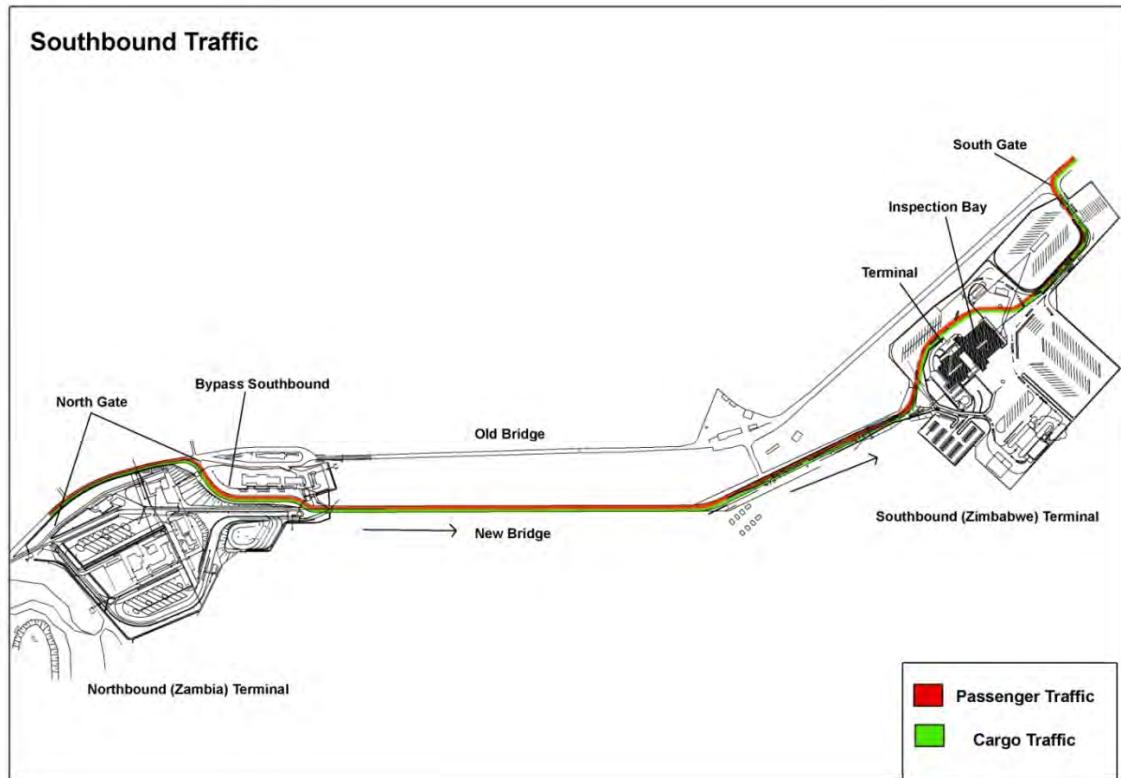 Southbound Traffic
South Gate
Inspection Bay
Terminal
Bypass Southbound
North Gate
Old Bridge
New Bridge
Southbound (Zimbabwe) Terminal
Northbound (Zambia) Terminal
Passenger Traffic
Cargo Traffic